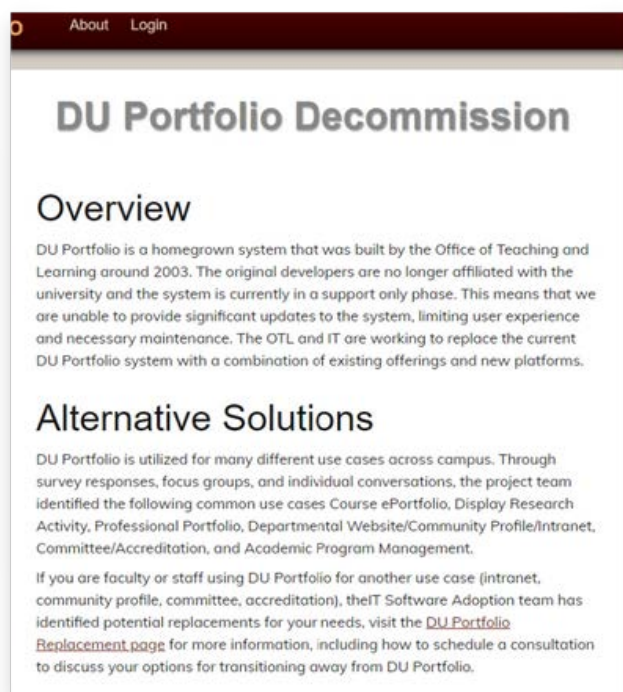 o About Login
DU Portfolio Decommission
Overview
DU Portfolio is a homegrown system that was built by the Office of Teaching and
Learning around 2003. The original developers are no longer affiliated with the
university and the system is currently in a support only phase. This means that we
are unable to provide significant updates to the system, limiting user experience
and necessary maintenance. The OTL and IT are working to replace the current
DU Portfolio system with a combination of existing offerings and new platforms.
Alternative Solutions
DU Portfolio is utilized for many different use cases across campus. Through
survey responses, focus groups, and individual conversations, the project team
identified the following common use cases Course ePortfolio, Display Research
Activity, Professional Portfolio, Departmental Website/Community Profile/Intranet,
Committee/Accreditation, and Academic Program Management.
If you are faculty or staff using DU Portfolio for another use case (intranet,
community profile, committee, accreditation), theIT Software Adoption team has
identified potential replacements for your needs, visit the DU Portfolio
Replacement page for more information, including how to schedule a consultation
to discuss your options for transitioning away from DU Portfolio.